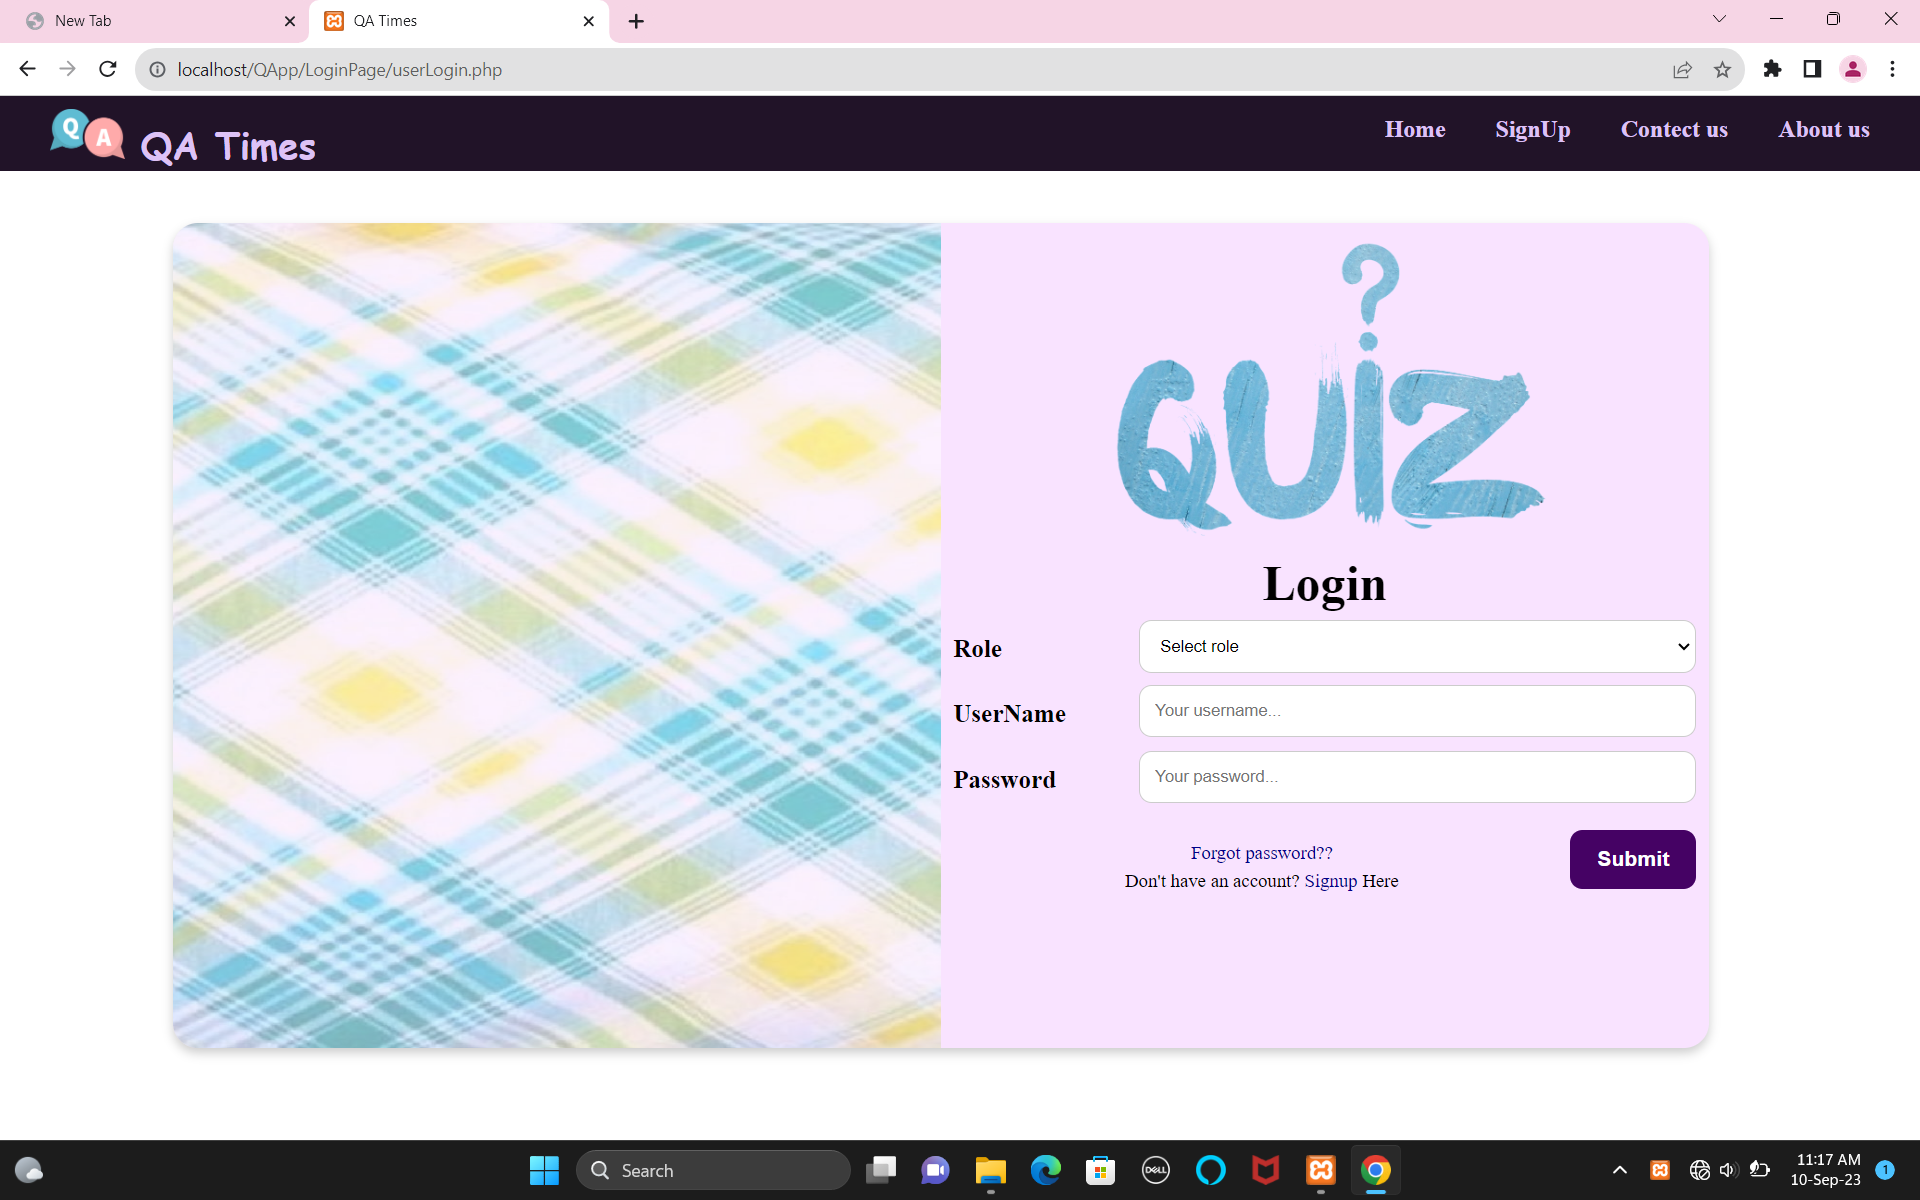 New Tab
QA Times
localhost/QApp/LoginPage/userLogin.php
Q A QA Times
Home SignUp Contect us About us
?
QUiZ
Login
Role Select role
UserName Your username...
Password Your password...
Forgot password??
Submit
Don't have an account? Signup Here
Search
DELL
11:17 AM
10-Sep-23
1